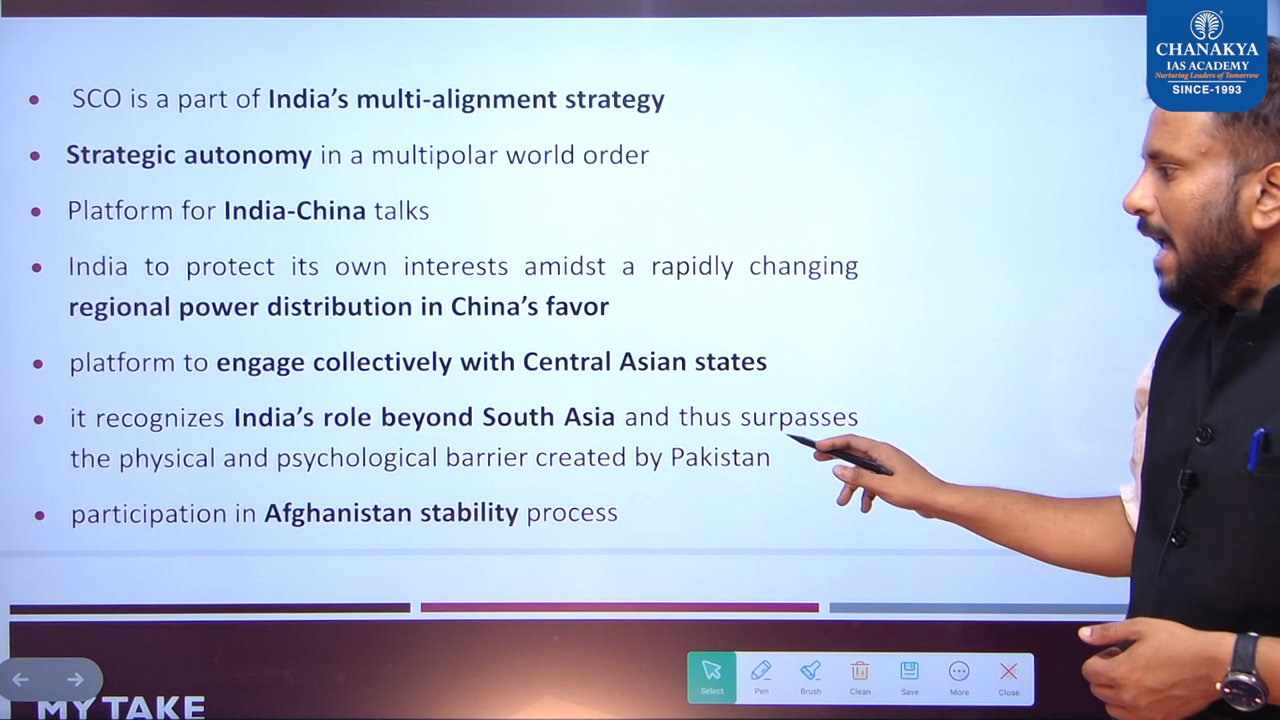 CHANAKYA
IAS ACADEMY
Nurturing Leaders of Tomorrow
SINCE-1993
SCO is a part of India's multi-alignment strategy
Strategic autonomy in a multipolar world order
Platform for India-China talks
India to protect its own interests amidst a rapidly changing
regional power distribution in China's favor
platform to engage collectively with Central Asian states
it recognizes India's role beyond South Asia and thus surpasses
the physical and psychological barrier created by Pakistan
participation in Afghanistan stability process
MY TAKE
Select
Pen
Brush
Clean
Save
More
Close